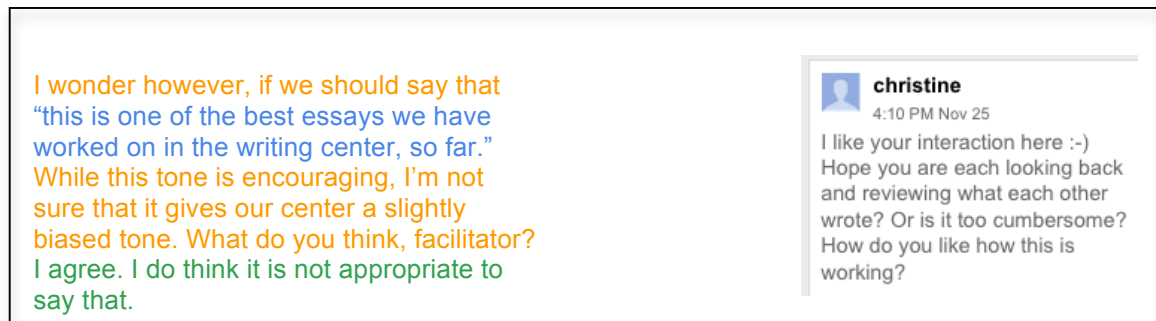 I wonder however, if we should say that
“this is one of the best essays we have
worked on in the writing center, so far.”
While this tone is encouraging, I’m not
sure that it gives our center a slightly
biased tone. What do you think, facilitator?
I agree. I do think it is not appropriate to
say that.
christine
4:10 PM Nov 25
I like your interaction here :-)
Hope you are each looking back
and reviewing what each other
wrote? Or is it too cumbersome?
How do you like how this is
working?